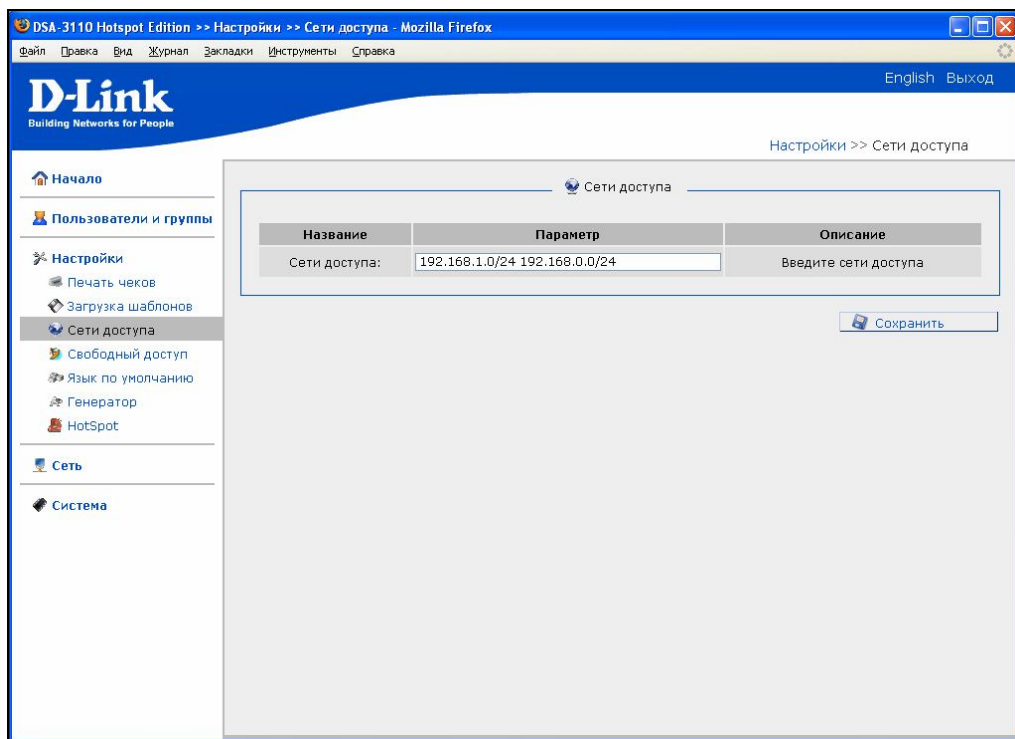 DSA-3110 Hotspot Edition >> Настройки >> Сети доступа - Mozilla Firefox
Файл Правка Вид Журнал Закладки Инструменты Справка
English Выход
D-Link
Building Networks for People
Настройки >> Сети доступа
Начало
Пользователи и группы
Настройки
Печать чеков
Загрузка шаблонов
Сети доступа
Свободный доступ
Язык по умолчанию
Генератор
HotSpot
Сеть
Система
Сети доступа
Название Параметр Описание
Сети доступа: 192.168.1.0/24 192.168.0.0/24 Введите сети доступа
Сохранить